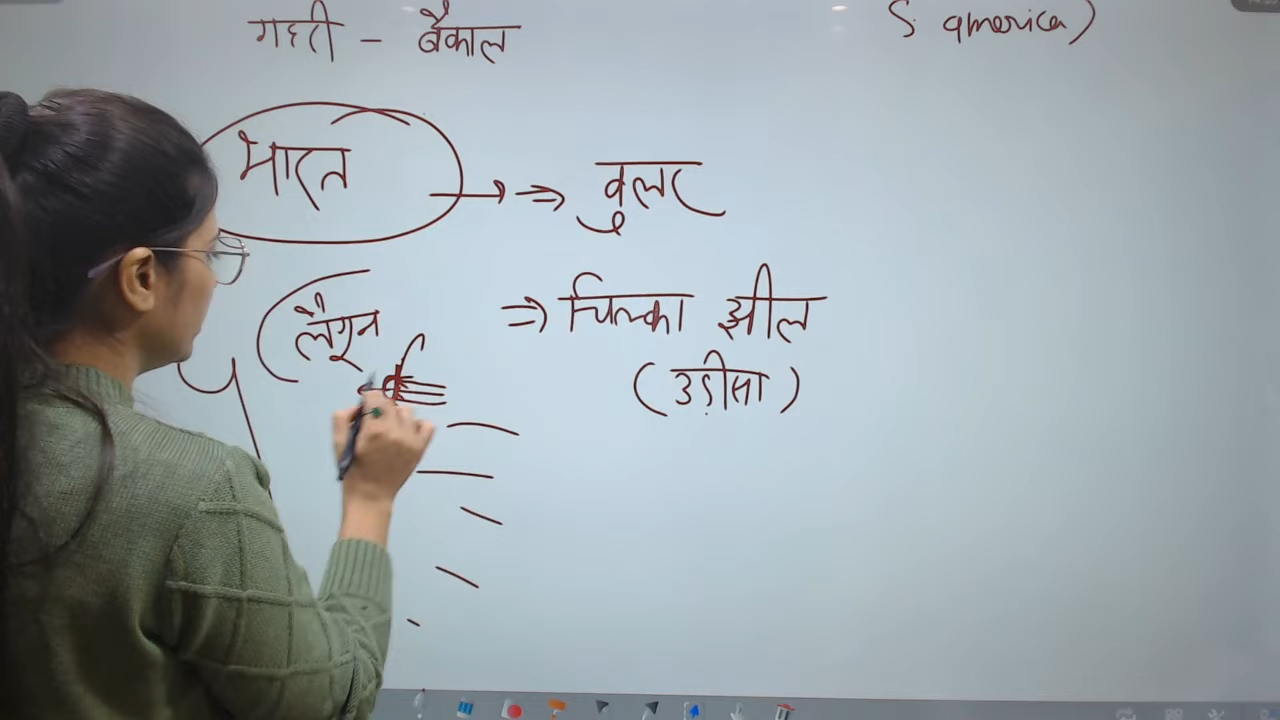 गहरी - बैकाल
S. america)
भारत → ⇒ वुलर
लैगून ⇒ चिल्का झील
(उड़ीसा)